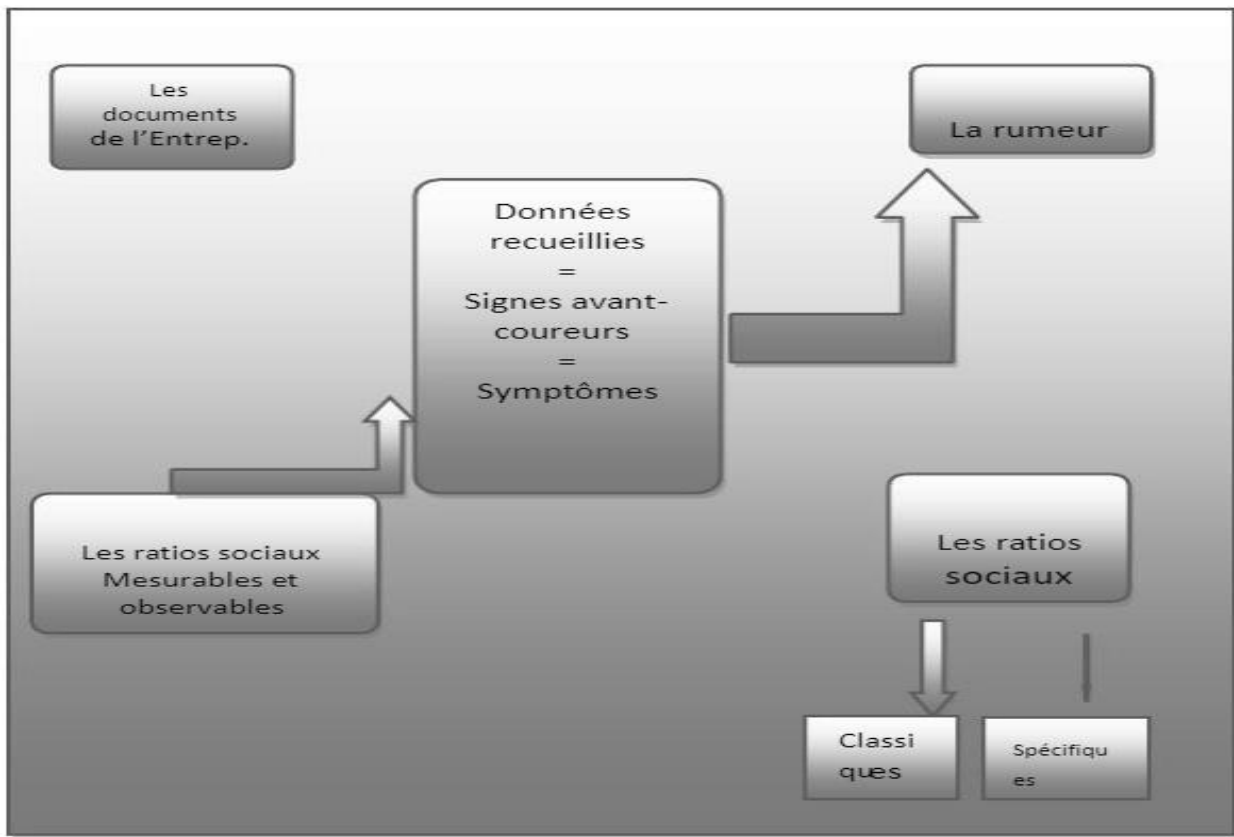 Les
documents
de l'Entrep.
La rumeur
Données
recueillies
=
Signes avant-
coureurs
=
Symptômes
Les ratios sociaux
Mesurables et
observables
Les ratios
sociaux
Classi
ques
Spécifiqu
es